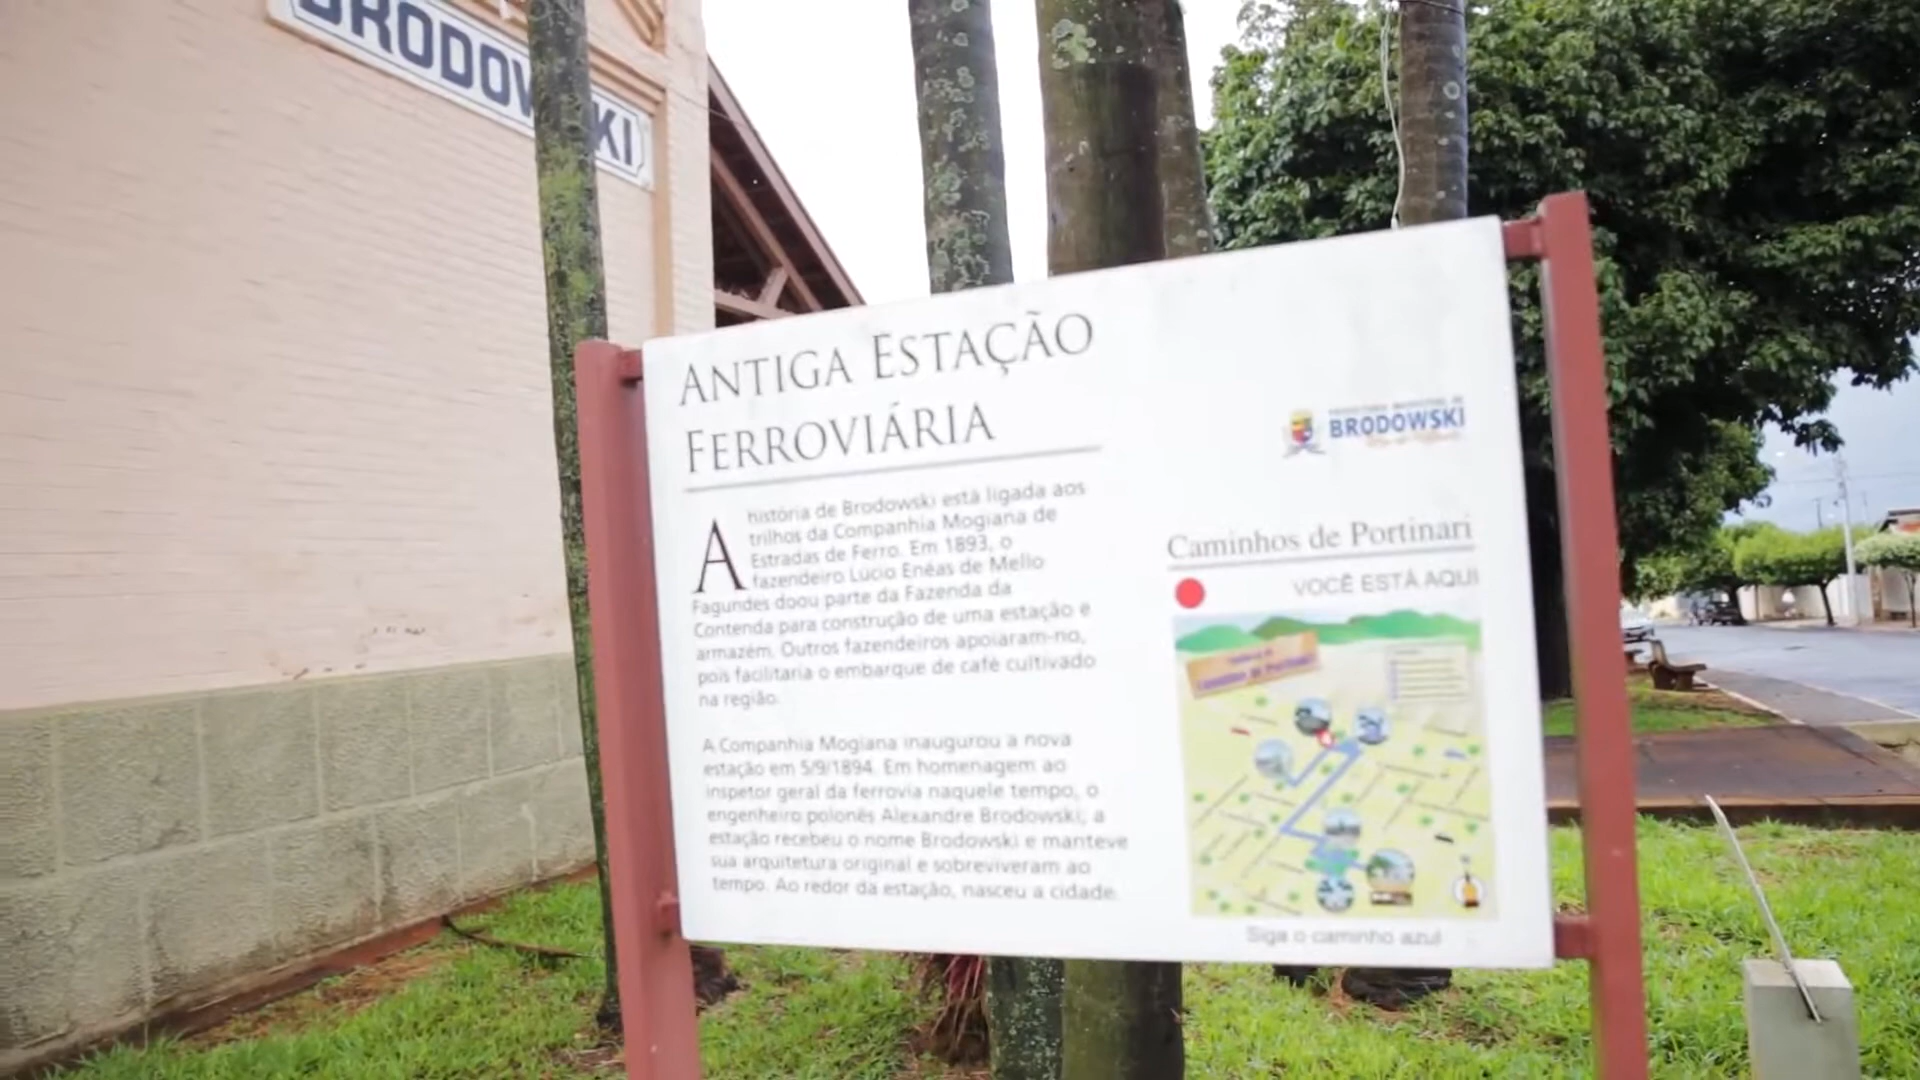 BRODOWSKI
ANTIGA ESTAÇÃO
FERROVIÁRIA
A história de Brodowski está ligada aos
trilhos da Companhia Mogiana de
Estradas de Ferro. Em 1893, o
fazendeiro Lúcio Enéas de Mello
Fagundes doou parte da Fazenda da
Contenda para construção de uma estação e
armazém. Outros fazendeiros apoiaram-no,
pois facilitaria o embarque de café cultivado
na região.
A Companhia Mogiana inaugurou a nova
estação em 5/9/1894. Em homenagem ao
inspetor geral da ferrovia naquele tempo, o
engenheiro polonês Alexandre Brodowski, a
estação recebeu o nome Brodowski e manteve
sua arquitetura original e sobreviveram ao
tempo. Ao redor da estação, nasceu a cidade.
BRODOWSKI
Caminhos de Portinari
VOCÊ ESTÁ AQUI
Siga o caminho azul